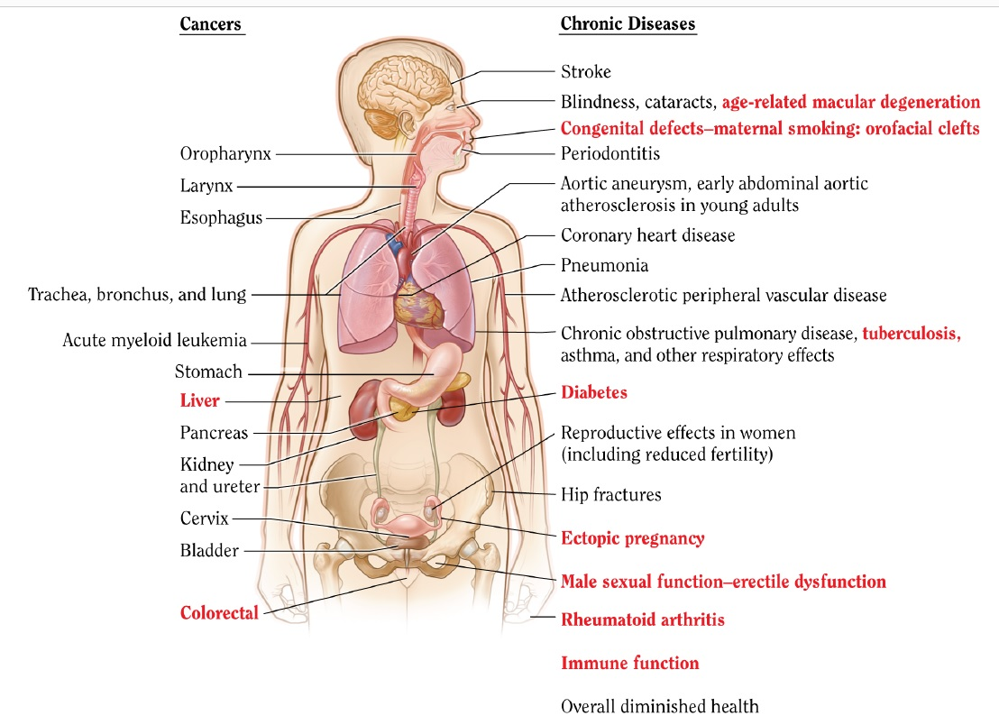 Cancers
Oropharynx
Larynx
Esophagus
Trachea, bronchus, and lung
Acute myeloid leukemia
Stomach
Liver
Pancreas
Kidney
and ureter
Cervix
Bladder
Colorectal
Chronic Diseases
Stroke
Blindness, cataracts, age-related macular degeneration
Congenital defects–maternal smoking: orofacial clefts
Periodontitis
Aortic aneurysm, early abdominal aortic
atherosclerosis in young adults
Coronary heart disease
Pneumonia
Atherosclerotic peripheral vascular disease
Chronic obstructive pulmonary disease, tuberculosis,
asthma, and other respiratory effects
Diabetes
Reproductive effects in women
(including reduced fertility)
Hip fractures
Ectopic pregnancy
Male sexual function–erectile dysfunction
Rheumatoid arthritis
Immune function
Overall diminished health